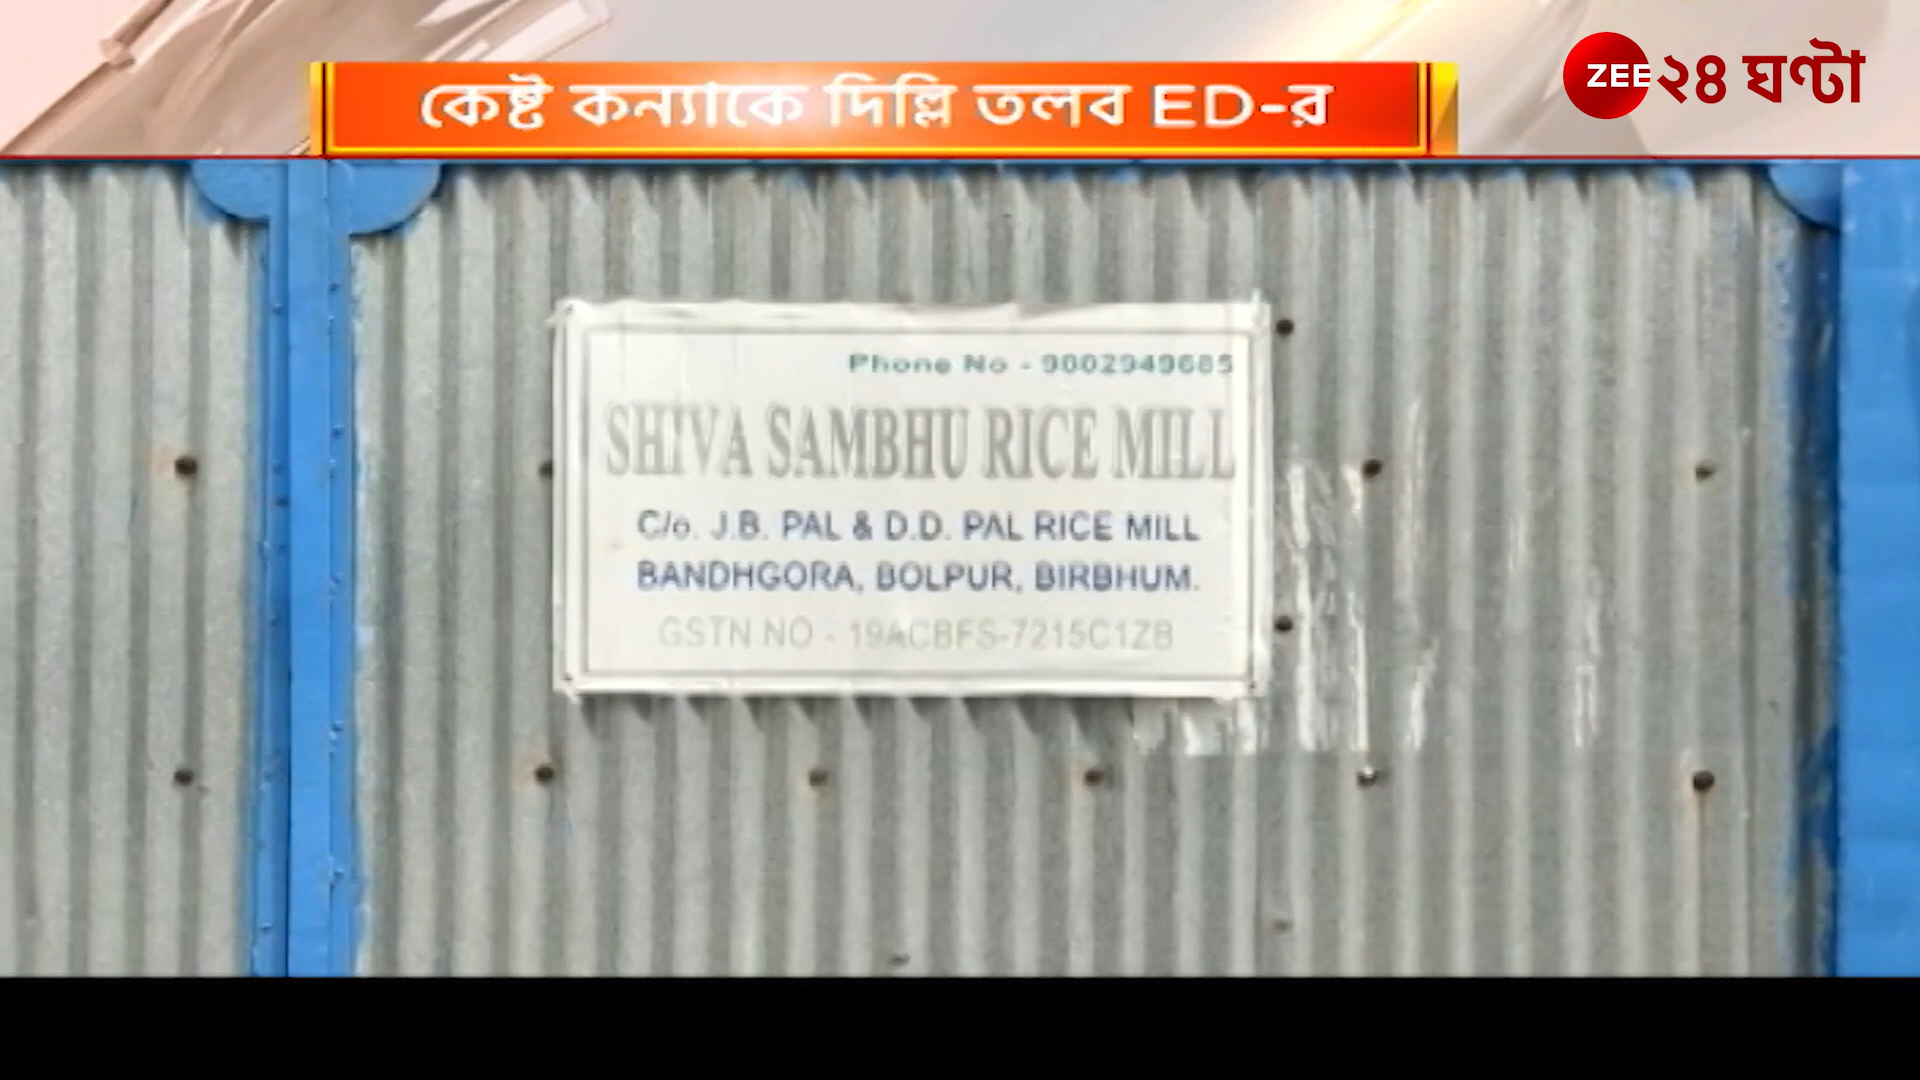 কেষ্ট কন্যাকে দিল্লি তলব ED-র
ZEE ২৪ ঘণ্টা
Phone No - 9002949685
SHIVA SAMBHU RICE MILL
C/o. J.B. PAL & D.D. PAL RICE MILL
BANDHGORA, BOLPUR, BIRBHUM.
GSTN NO - 19ACBFS-7215C1ZB